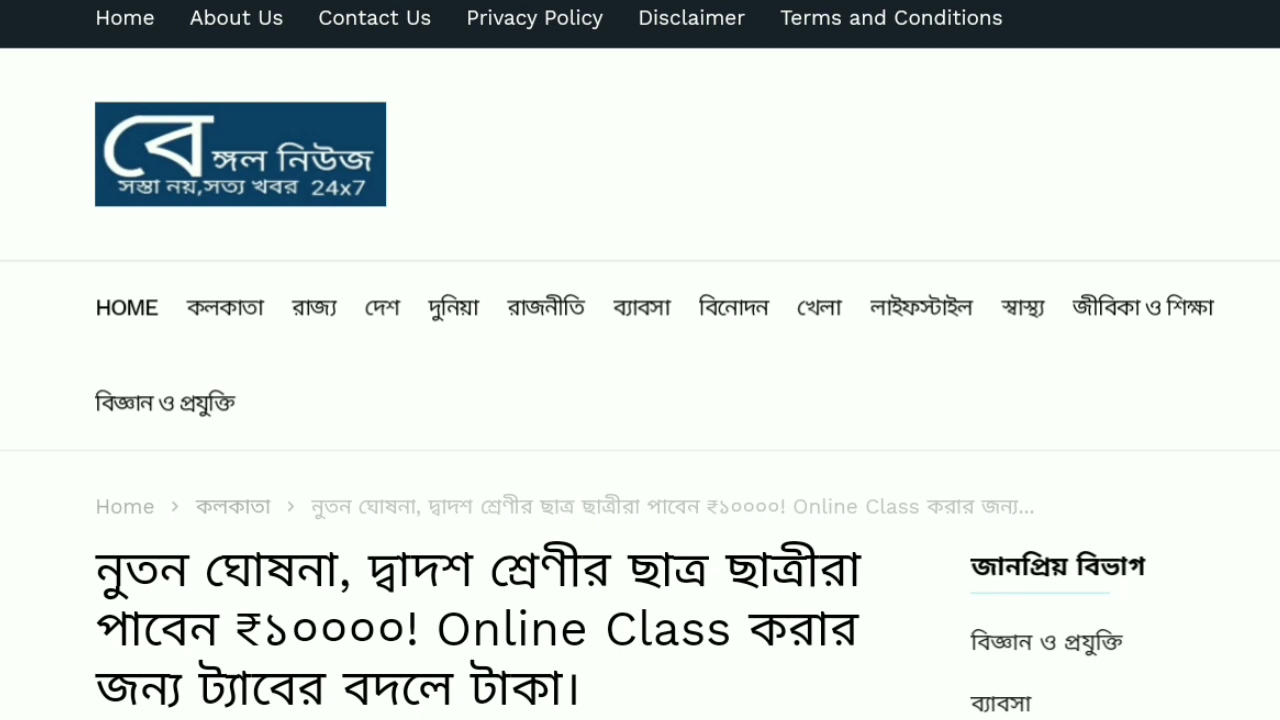 Home About Us Contact Us Privacy Policy Disclaimer Terms and Conditions
বেঙ্গল নিউজ
সস্তা নয়,সত্য খবর 24x7
HOME কলকাতা রাজ্য দেশ দুনিয়া রাজনীতি ব্যাবসা বিনোদন খেলা লাইফস্টাইল স্বাস্থ্য জীবিকা ও শিক্ষা
বিজ্ঞান ও প্রযুক্তি
Home > কলকাতা > নুতন ঘোষনা, দ্বাদশ শ্রেণীর ছাত্র ছাত্রীরা পাবেন ₹১০০০০! Online Class করার জন্য...
নুতন ঘোষনা, দ্বাদশ শ্রেণীর ছাত্র ছাত্রীরা
পাবেন ₹১০০০০! Online Class করার
জন্য ট্যাবের বদলে টাকা।
জানপ্রিয় বিভাগ
বিজ্ঞান ও প্রযুক্তি
ব্যাবসা